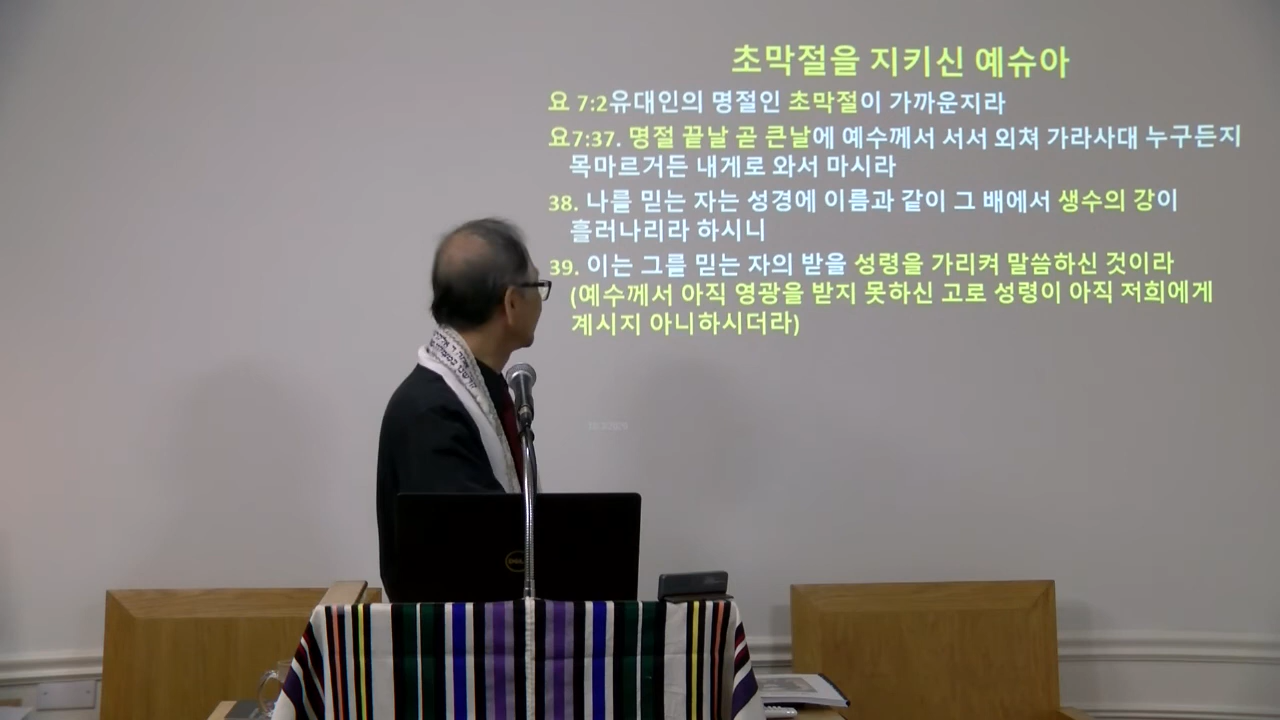 초막절을 지키신 예슈아
요 7:2유대인의 명절인 초막절이 가까운지라
요7:37. 명절 끝날 곧 큰날에 예수께서 서서 외쳐 가라사대 누구든지
목마르거든 내게로 와서 마시라
38. 나를 믿는 자는 성경에 이름과 같이 그 배에서 생수의 강이
흘러나리라 하시니
39. 이는 그를 믿는 자의 받을 성령을 가리켜 말씀하신 것이라
(예수께서 아직 영광을 받지 못하신 고로 성령이 아직 저희에게
계시지 아니하시더라)
DELL